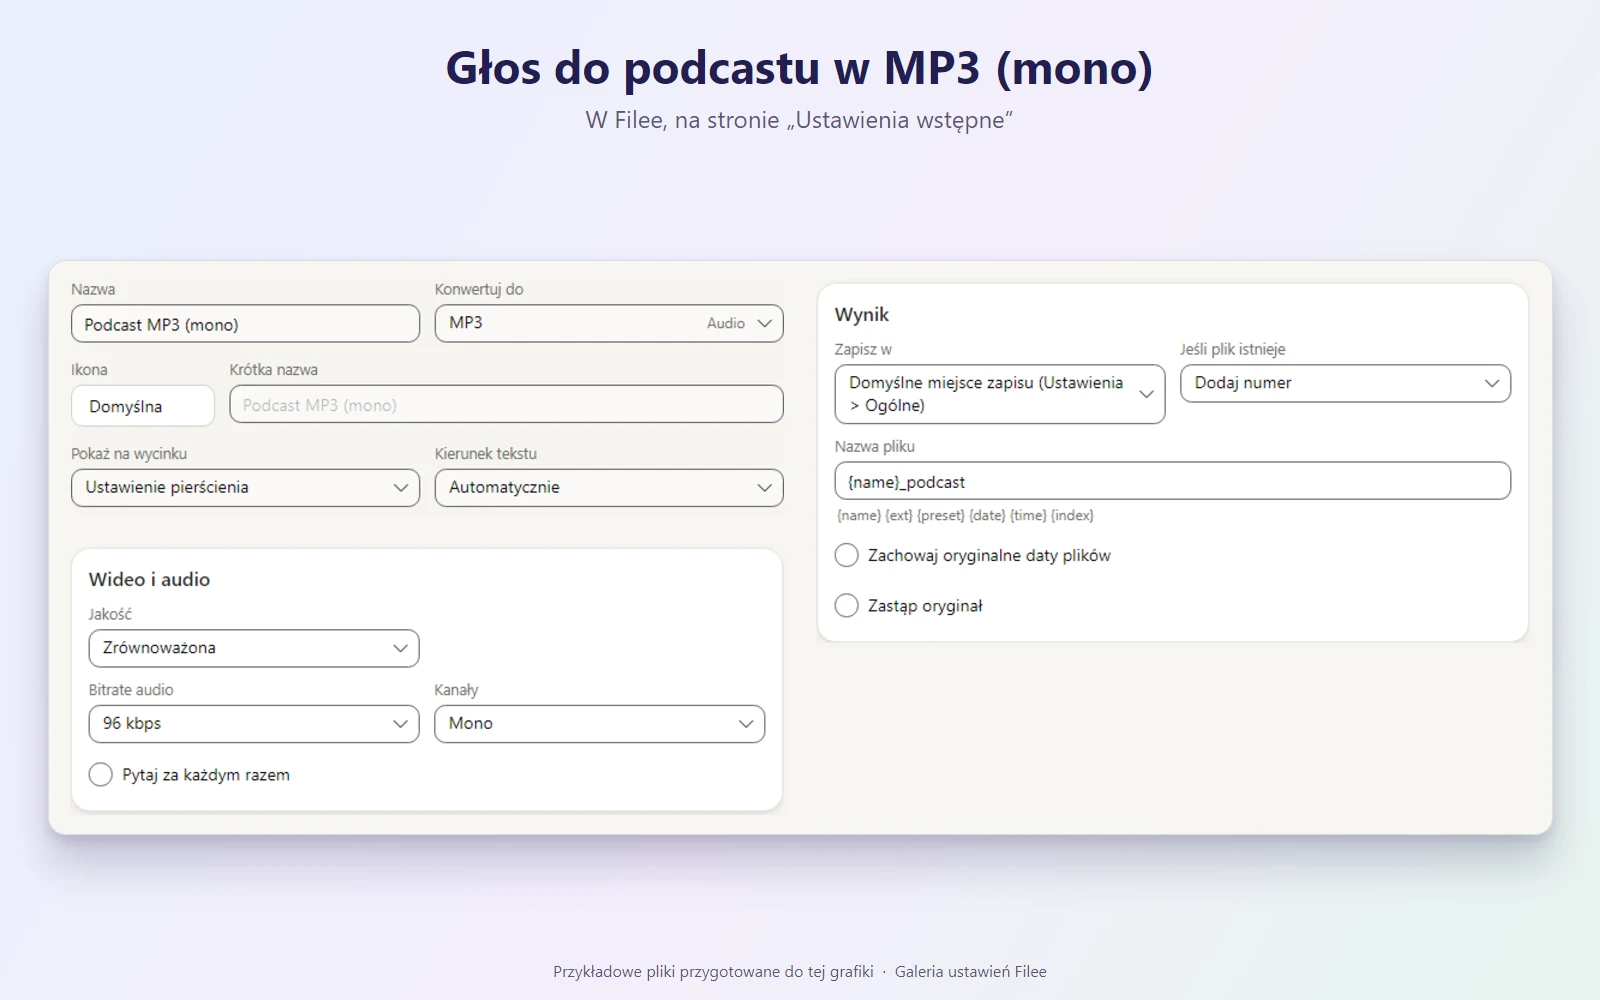 Głos do podcastu w MP3 (mono)
W Filee, na stronie „Ustawienia wstępne”
Nazwa
Podcast MP3 (mono)
Konwertuj do
MP3 Audio
Ikona
Domyślna
Krótka nazwa
Podcast MP3 (mono)
Pokaż na wycinku
Ustawienie pierścienia
Kierunek tekstu
Automatycznie
Wideo i audio
Jakość
Zrównoważona
Bitrate audio
96 kbps
Kanały
Mono
Pytaj za każdym razem
Wynik
Zapisz w
Domyślne miejsce zapisu (Ustawienia
> Ogólne)
Jeśli plik istnieje
Dodaj numer
Nazwa pliku
{name}_podcast
{name} {ext} {preset} {date} {time} {index}
Zachowaj oryginalne daty plików
Zastąp oryginał
Przykładowe pliki przygotowane do tej grafiki · Galeria ustawień Filee